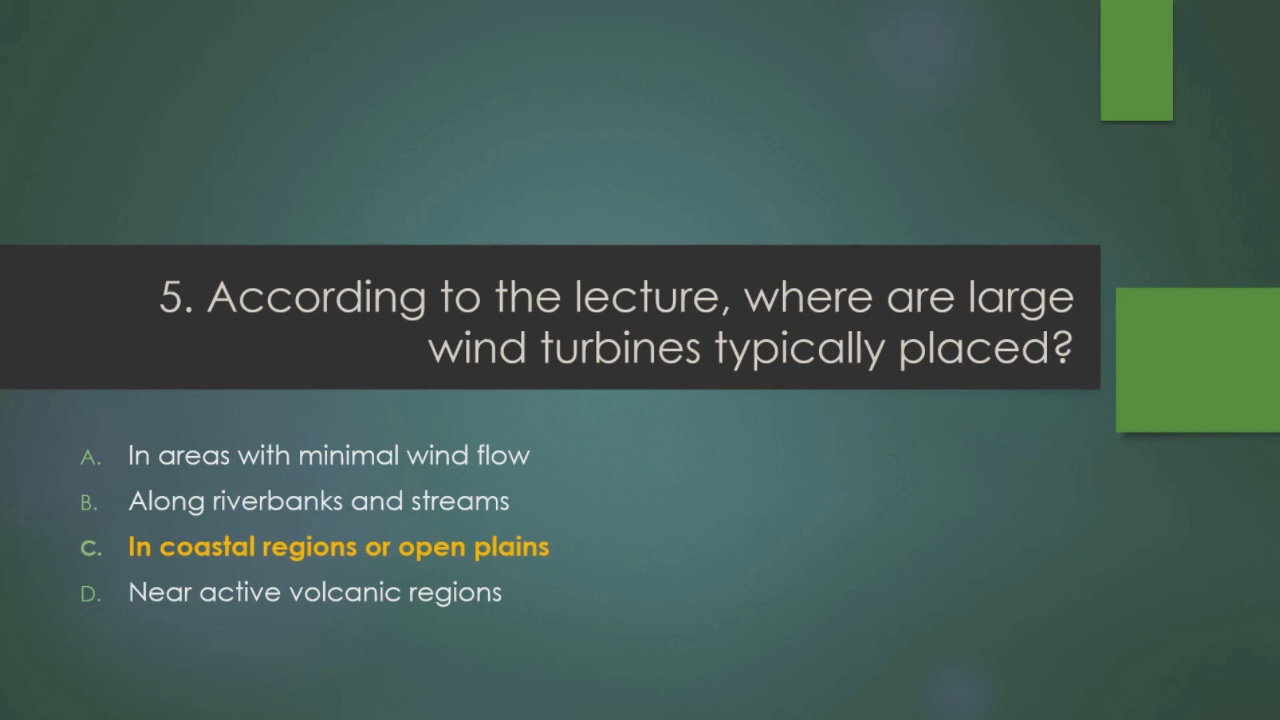 5. According to the lecture, where are large
wind turbines typically placed?
A. In areas with minimal wind flow
B. Along riverbanks and streams
C. In coastal regions or open plains
D. Near active volcanic regions